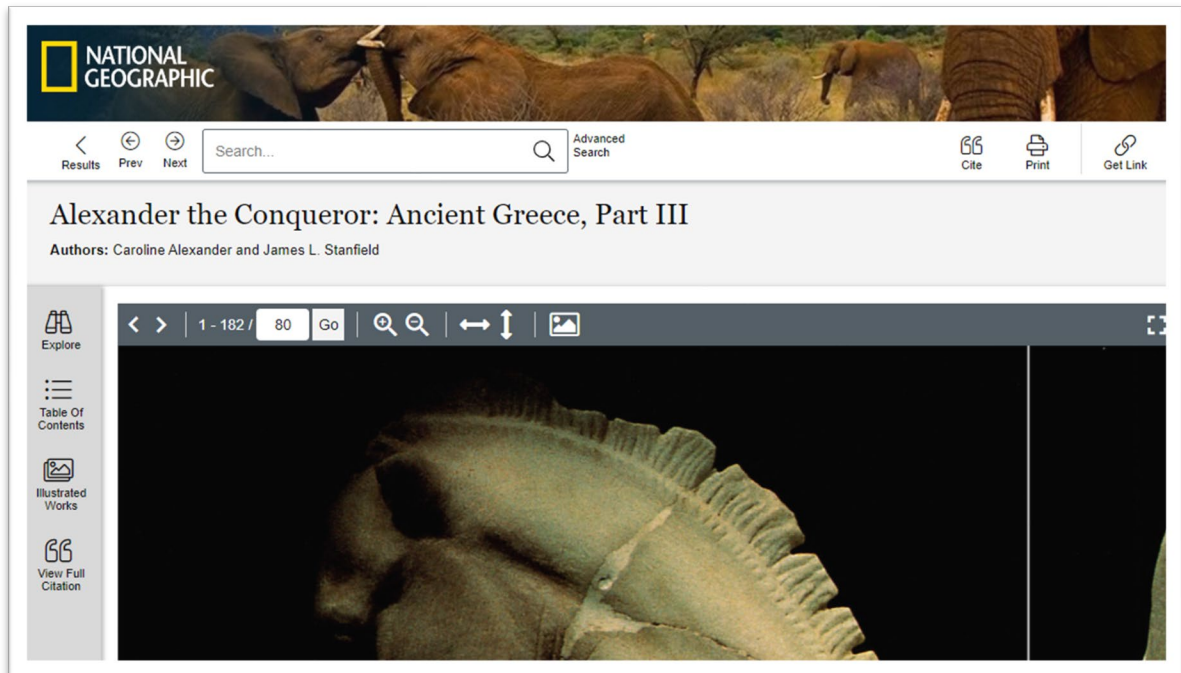 NATIONAL
GEOGRAPHIC
Results
Prev
Next
Search...
Advanced
Search
Cite
Print
Get Link
Alexander the Conqueror: Ancient Greece, Part III
Authors: Caroline Alexander and James L. Stanfield
Explore
Table Of
Contents
Illustrated
Works
View Full
Citation
1 - 182 / 80 Go